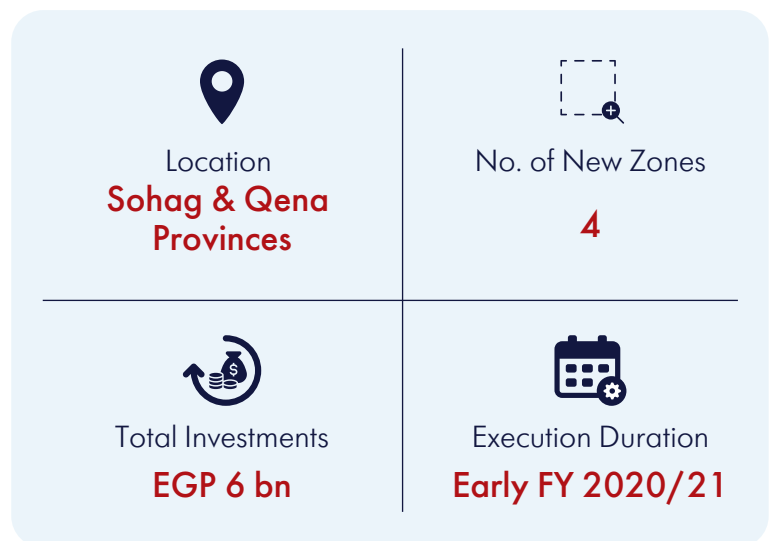 Location
Sohag & Qena
Provinces
No. of New Zones
4
Total Investments
EGP 6 bn
Execution Duration
Early FY 2020/21